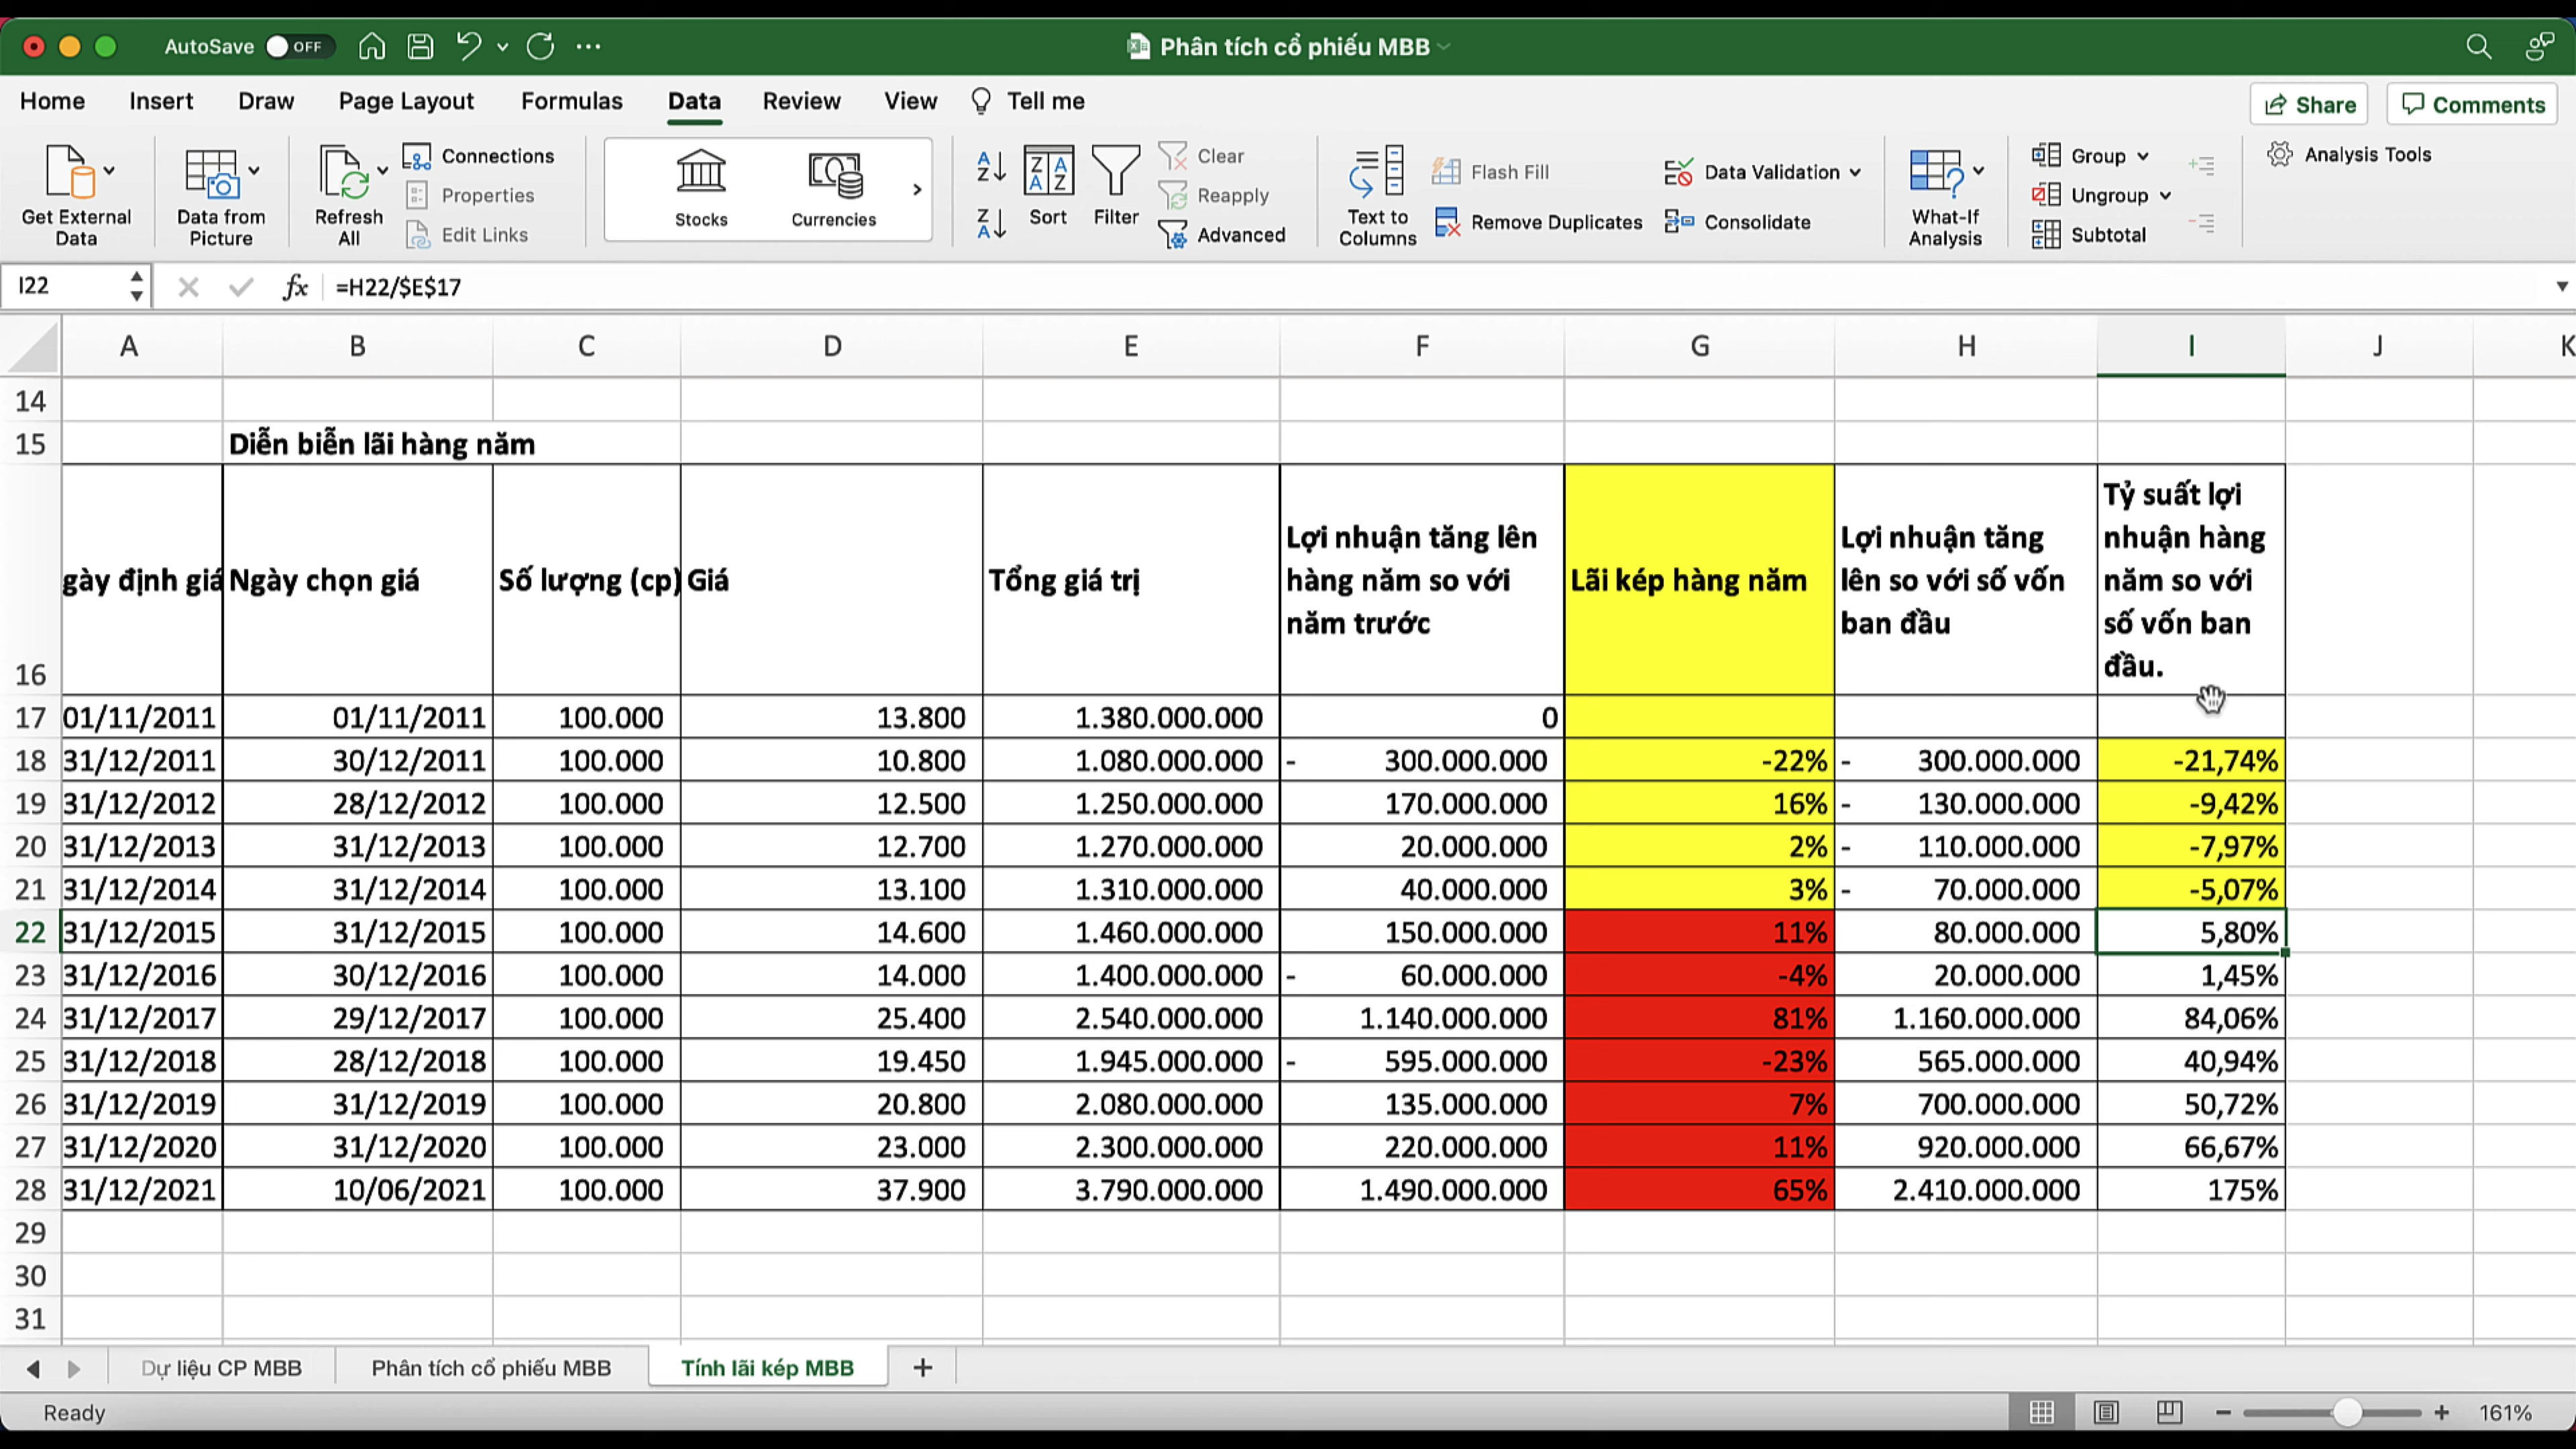 AutoSave OFF
Phân tích cổ phiếu MBB
Home Insert Draw Page Layout Formulas Data Review View Tell me
Share Comments
Get External Data
Data from Picture
Refresh All
Connections
Properties
Edit Links
Stocks
Currencies
Sort
Filter
Clear
Reapply
Advanced
Text to Columns
Flash Fill
Remove Duplicates
Data Validation
Consolidate
What-If Analysis
Group
Ungroup
Subtotal
Analysis Tools
I22 fx =H22/$E$17
A B C D E F G H I J K
14
15 Diễn biễn lãi hàng năm
16 gày định giá Ngày chọn giá Số lượng (cp) Giá Tổng giá trị Lợi nhuận tăng lên hàng năm so với năm trước Lãi kép hàng năm Lợi nhuận tăng lên so với số vốn ban đầu Tỷ suất lợi nhuận hàng năm so với số vốn ban đầu.
17 01/11/2011 01/11/2011 100.000 13.800 1.380.000.000 0
18 31/12/2011 30/12/2011 100.000 10.800 1.080.000.000 - 300.000.000 -22% - 300.000.000 -21,74%
19 31/12/2012 28/12/2012 100.000 12.500 1.250.000.000 170.000.000 16% - 130.000.000 -9,42%
20 31/12/2013 31/12/2013 100.000 12.700 1.270.000.000 20.000.000 2% - 110.000.000 -7,97%
21 31/12/2014 31/12/2014 100.000 13.100 1.310.000.000 40.000.000 3% - 70.000.000 -5,07%
22 31/12/2015 31/12/2015 100.000 14.600 1.460.000.000 150.000.000 11% 80.000.000 5,80%
23 31/12/2016 30/12/2016 100.000 14.000 1.400.000.000 - 60.000.000 -4% 20.000.000 1,45%
24 31/12/2017 29/12/2017 100.000 25.400 2.540.000.000 1.140.000.000 81% 1.160.000.000 84,06%
25 31/12/2018 28/12/2018 100.000 19.450 1.945.000.000 - 595.000.000 -23% 565.000.000 40,94%
26 31/12/2019 31/12/2019 100.000 20.800 2.080.000.000 135.000.000 7% 700.000.000 50,72%
27 31/12/2020 31/12/2020 100.000 23.000 2.300.000.000 220.000.000 11% 920.000.000 66,67%
28 31/12/2021 10/06/2021 100.000 37.900 3.790.000.000 1.490.000.000 65% 2.410.000.000 175%
29
30
31
Dự liệu CP MBB Phân tích cổ phiếu MBB Tính lãi kép MBB +
Ready 161%